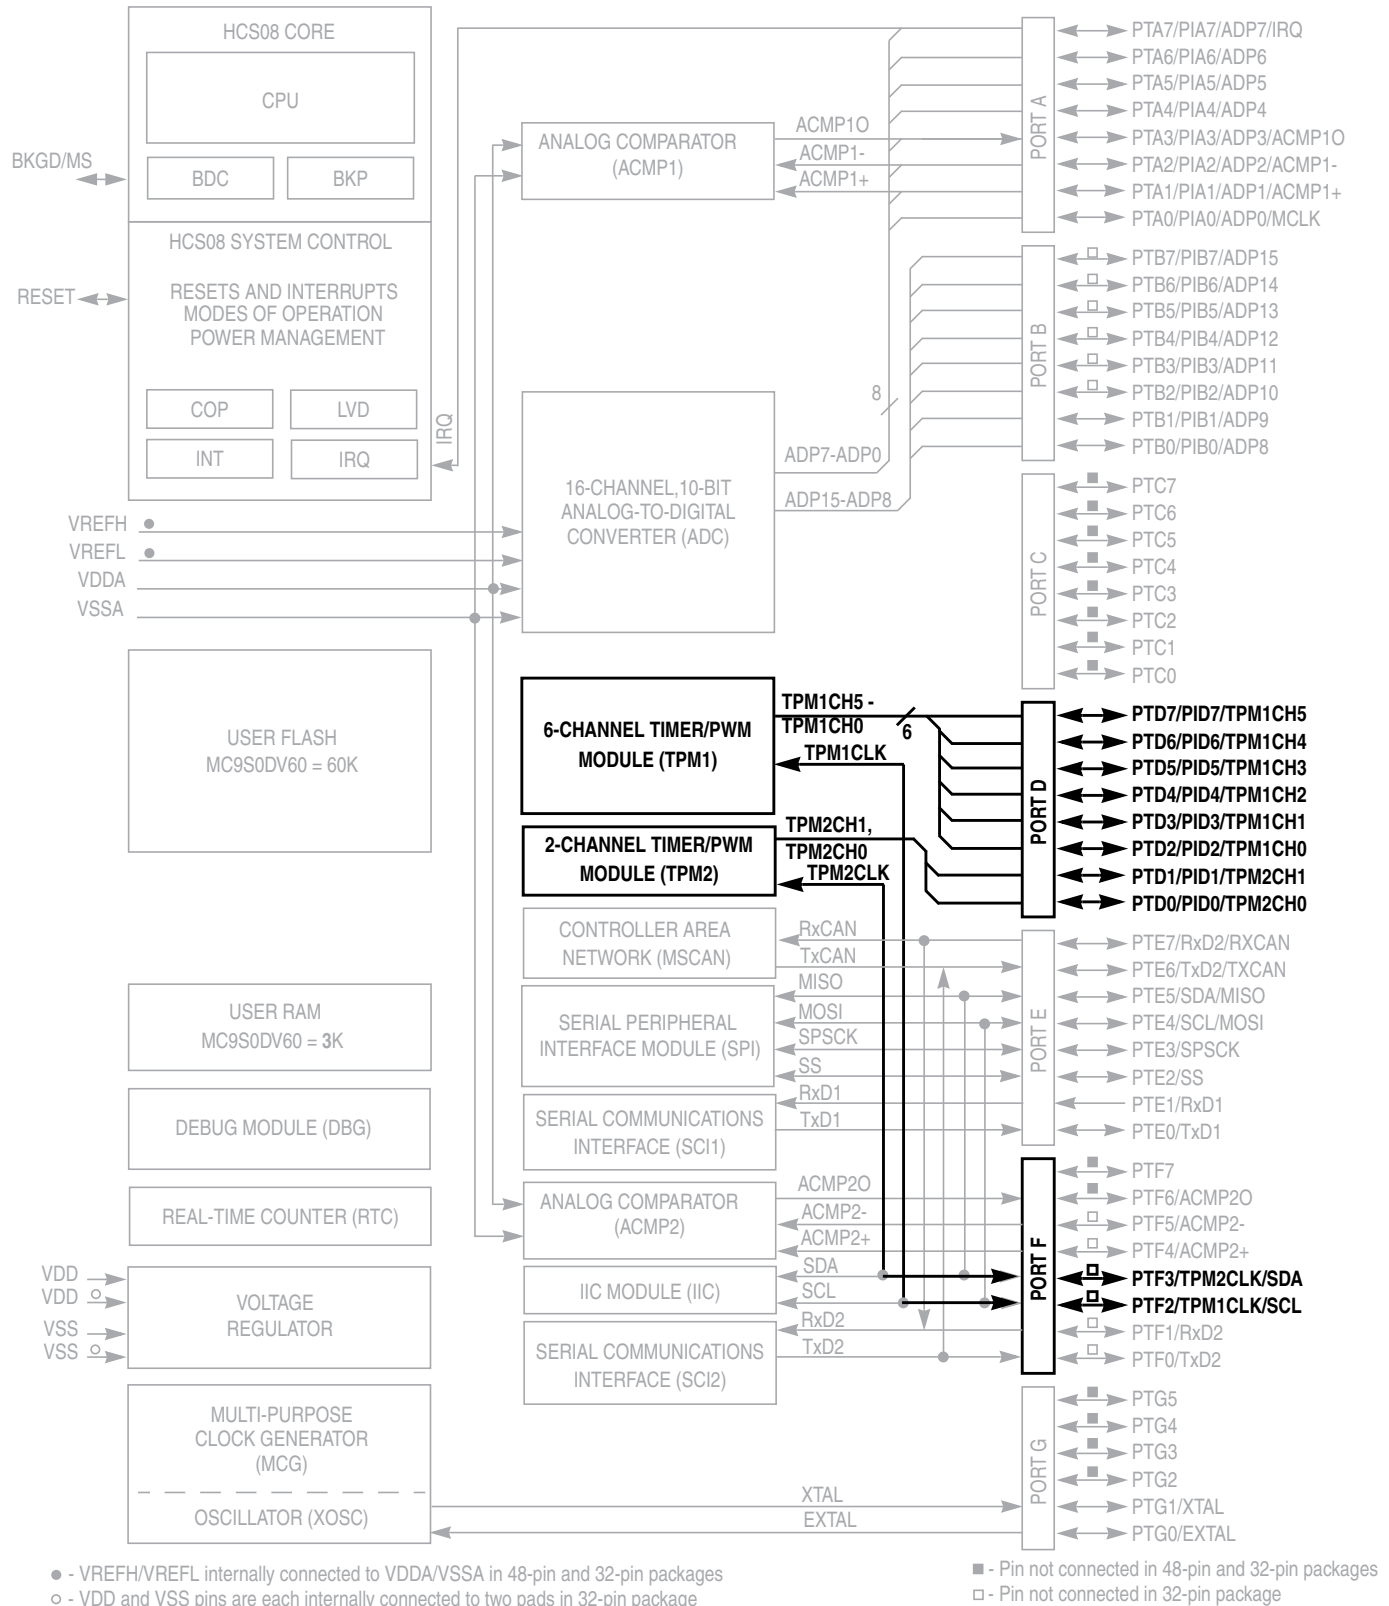 HCS08 CORE
CPU
BDC
BKP
BKGD/MS
HCS08 SYSTEM CONTROL
RESETS AND INTERRUPTS
MODES OF OPERATION
POWER MANAGEMENT
RESET
COP
LVD
INT
IRQ
IRQ
VREFH
VREFL
VDDA
VSSA
USER FLASH
MC9S0DV60 = 60K
USER RAM
MC9S0DV60 = 3K
DEBUG MODULE (DBG)
REAL-TIME COUNTER (RTC)
VDD
VDD
VSS
VSS
VOLTAGE
REGULATOR
MULTI-PURPOSE
CLOCK GENERATOR
(MCG)
OSCILLATOR (XOSC)
ANALOG COMPARATOR
(ACMP1)
ACMP1O
ACMP1-
ACMP1+
16-CHANNEL,10-BIT
ANALOG-TO-DIGITAL
CONVERTER (ADC)
8
ADP7-ADP0
ADP15-ADP8
6-CHANNEL TIMER/PWM
MODULE (TPM1)
TPM1CH5 -
TPM1CH0
6
TPM1CLK
2-CHANNEL TIMER/PWM
MODULE (TPM2)
TPM2CH1,
TPM2CH0
TPM2CLK
CONTROLLER AREA
NETWORK (MSCAN)
RxCAN
TxCAN
SERIAL PERIPHERAL
INTERFACE MODULE (SPI)
MISO
MOSI
SPSCK
SS
SERIAL COMMUNICATIONS
INTERFACE (SCI1)
RxD1
TxD1
ANALOG COMPARATOR
(ACMP2)
ACMP2O
ACMP2-
ACMP2+
IIC MODULE (IIC)
SDA
SCL
SERIAL COMMUNICATIONS
INTERFACE (SCI2)
RxD2
TxD2
XTAL
EXTAL
PORT A
PTA7/PIA7/ADP7/IRQ
PTA6/PIA6/ADP6
PTA5/PIA5/ADP5
PTA4/PIA4/ADP4
PTA3/PIA3/ADP3/ACMP1O
PTA2/PIA2/ADP2/ACMP1-
PTA1/PIA1/ADP1/ACMP1+
PTA0/PIA0/ADP0/MCLK
PORT B
PTB7/PIB7/ADP15
PTB6/PIB6/ADP14
PTB5/PIB5/ADP13
PTB4/PIB4/ADP12
PTB3/PIB3/ADP11
PTB2/PIB2/ADP10
PTB1/PIB1/ADP9
PTB0/PIB0/ADP8
PORT C
PTC7
PTC6
PTC5
PTC4
PTC3
PTC2
PTC1
PTC0
PORT D
PTD7/PID7/TPM1CH5
PTD6/PID6/TPM1CH4
PTD5/PID5/TPM1CH3
PTD4/PID4/TPM1CH2
PTD3/PID3/TPM1CH1
PTD2/PID2/TPM1CH0
PTD1/PID1/TPM2CH1
PTD0/PID0/TPM2CH0
PORT E
PTE7/RxD2/RXCAN
PTE6/TxD2/TXCAN
PTE5/SDA/MISO
PTE4/SCL/MOSI
PTE3/SPSCK
PTE2/SS
PTE1/RxD1
PTE0/TxD1
PORT F
PTF7
PTF6/ACMP2O
PTF5/ACMP2-
PTF4/ACMP2+
PTF3/TPM2CLK/SDA
PTF2/TPM1CLK/SCL
PTF1/RxD2
PTF0/TxD2
PORT G
PTG5
PTG4
PTG3
PTG2
PTG1/XTAL
PTG0/EXTAL
● - VREFH/VREFL internally connected to VDDA/VSSA in 48-pin and 32-pin packages
○ - VDD and VSS pins are each internally connected to two pads in 32-pin package
■ - Pin not connected in 48-pin and 32-pin packages
□ - Pin not connected in 32-pin package